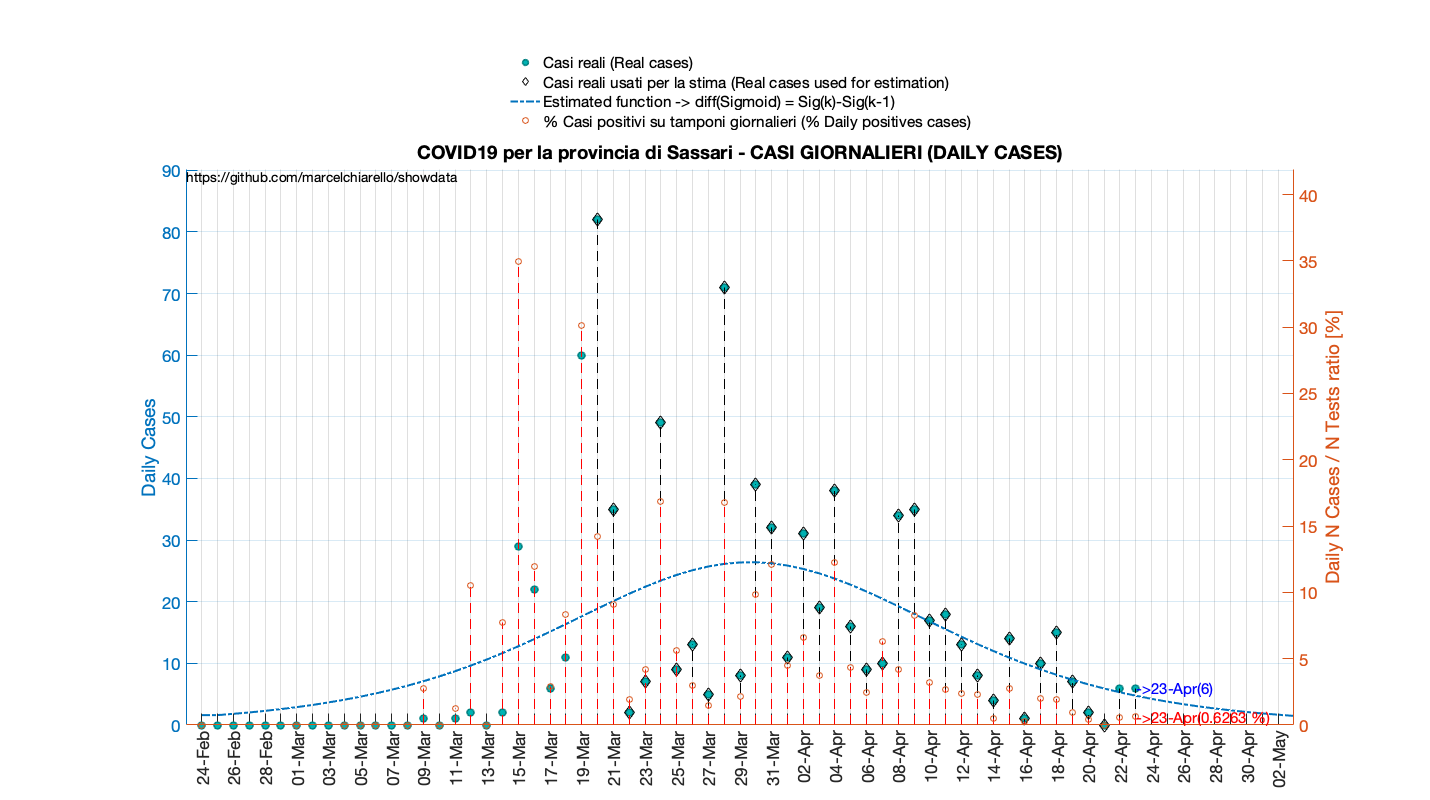 Casi reali (Real cases)
Casi reali usati per la stima (Real cases used for estimation)
Estimated function -> diff(Sigmoid) = Sig(k)-Sig(k-1)
% Casi positivi su tamponi giornalieri (% Daily positives cases)
COVID19 per la provincia di Sassari - CASI GIORNALIERI (DAILY CASES)
https://github.com/marcelchiarello/showdata
Daily Cases
90
80
70
60
50
40
30
20
10
0
40
35
30
25
20
15
10
5
0
Daily N Cases / N Tests ratio [%]
->23-Apr(6)
->23-Apr(0.6263 %)
24-Feb
26-Feb
28-Feb
01-Mar
03-Mar
05-Mar
07-Mar
09-Mar
11-Mar
13-Mar
15-Mar
17-Mar
19-Mar
21-Mar
23-Mar
25-Mar
27-Mar
29-Mar
31-Mar
02-Apr
04-Apr
06-Apr
08-Apr
10-Apr
12-Apr
14-Apr
16-Apr
18-Apr
20-Apr
22-Apr
24-Apr
26-Apr
28-Apr
30-Apr
02-May